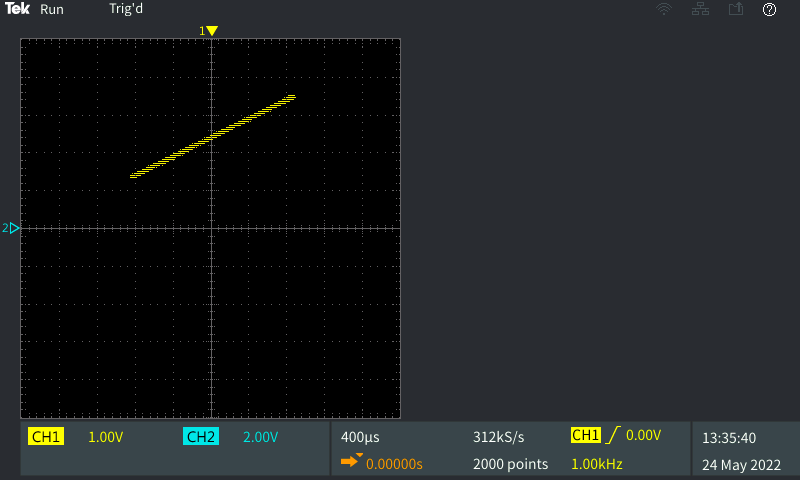 Tek Run Trig'd
1
2
CH1 1.00V CH2 2.00V 400µs 312kS/s CH1 0.00V 13:35:40
0.00000s 2000 points 1.00kHz 24 May 2022